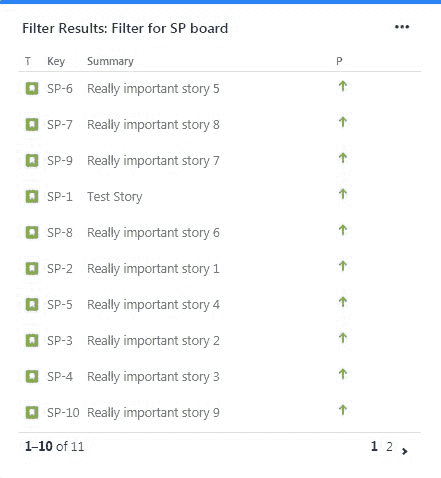 Filter Results: Filter for SP board
T Key Summary P
SP-6 Really important story 5
SP-7 Really important story 8
SP-9 Really important story 7
SP-1 Test Story
SP-8 Really important story 6
SP-2 Really important story 1
SP-5 Really important story 4
SP-3 Really important story 2
SP-4 Really important story 3
SP-10 Really important story 9
1–10 of 11 1 2